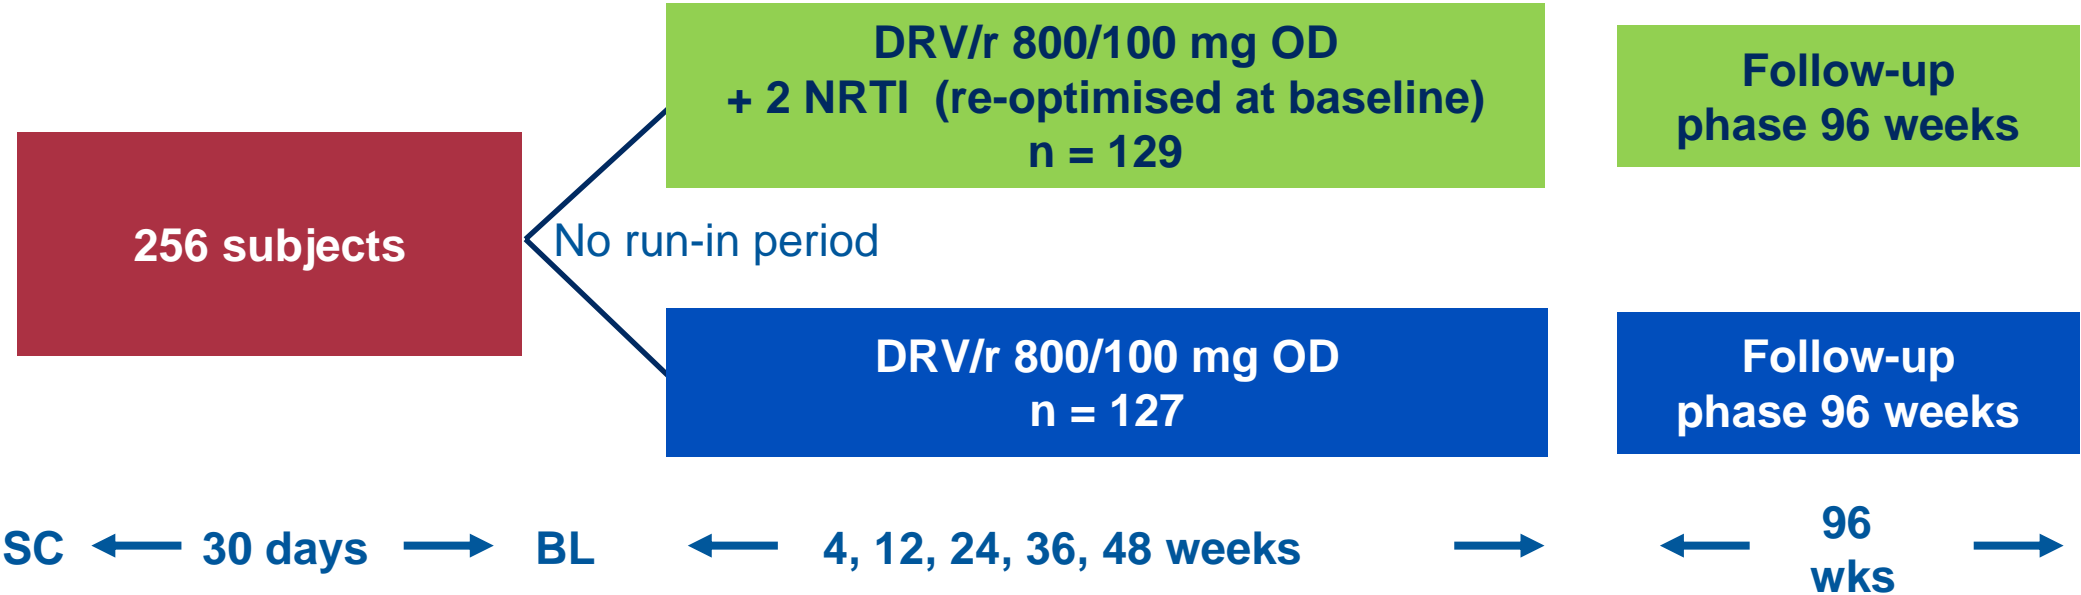 DRV/r 800/100 mg OD
+ 2 NRTI (re-optimised at baseline)
n = 129
Follow-up
phase 96 weeks
256 subjects
No run-in period
DRV/r 800/100 mg OD
n = 127
Follow-up
phase 96 weeks
SC
30 days
BL
4, 12, 24, 36, 48 weeks
96
wks